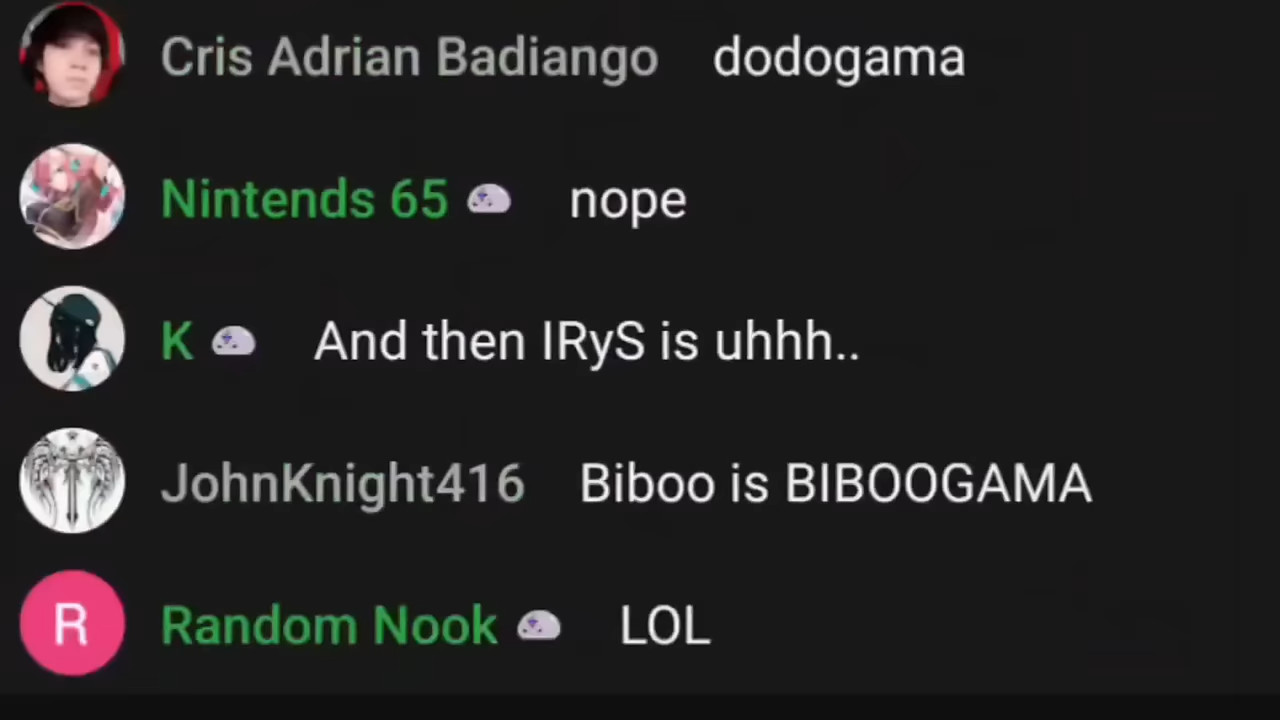 Cris Adrian Badiango dodogama
Nintends 65 nope
K And then IRyS is uhhh..
JohnKnight416 Biboo is BIBOOGAMA
R Random Nook LOL